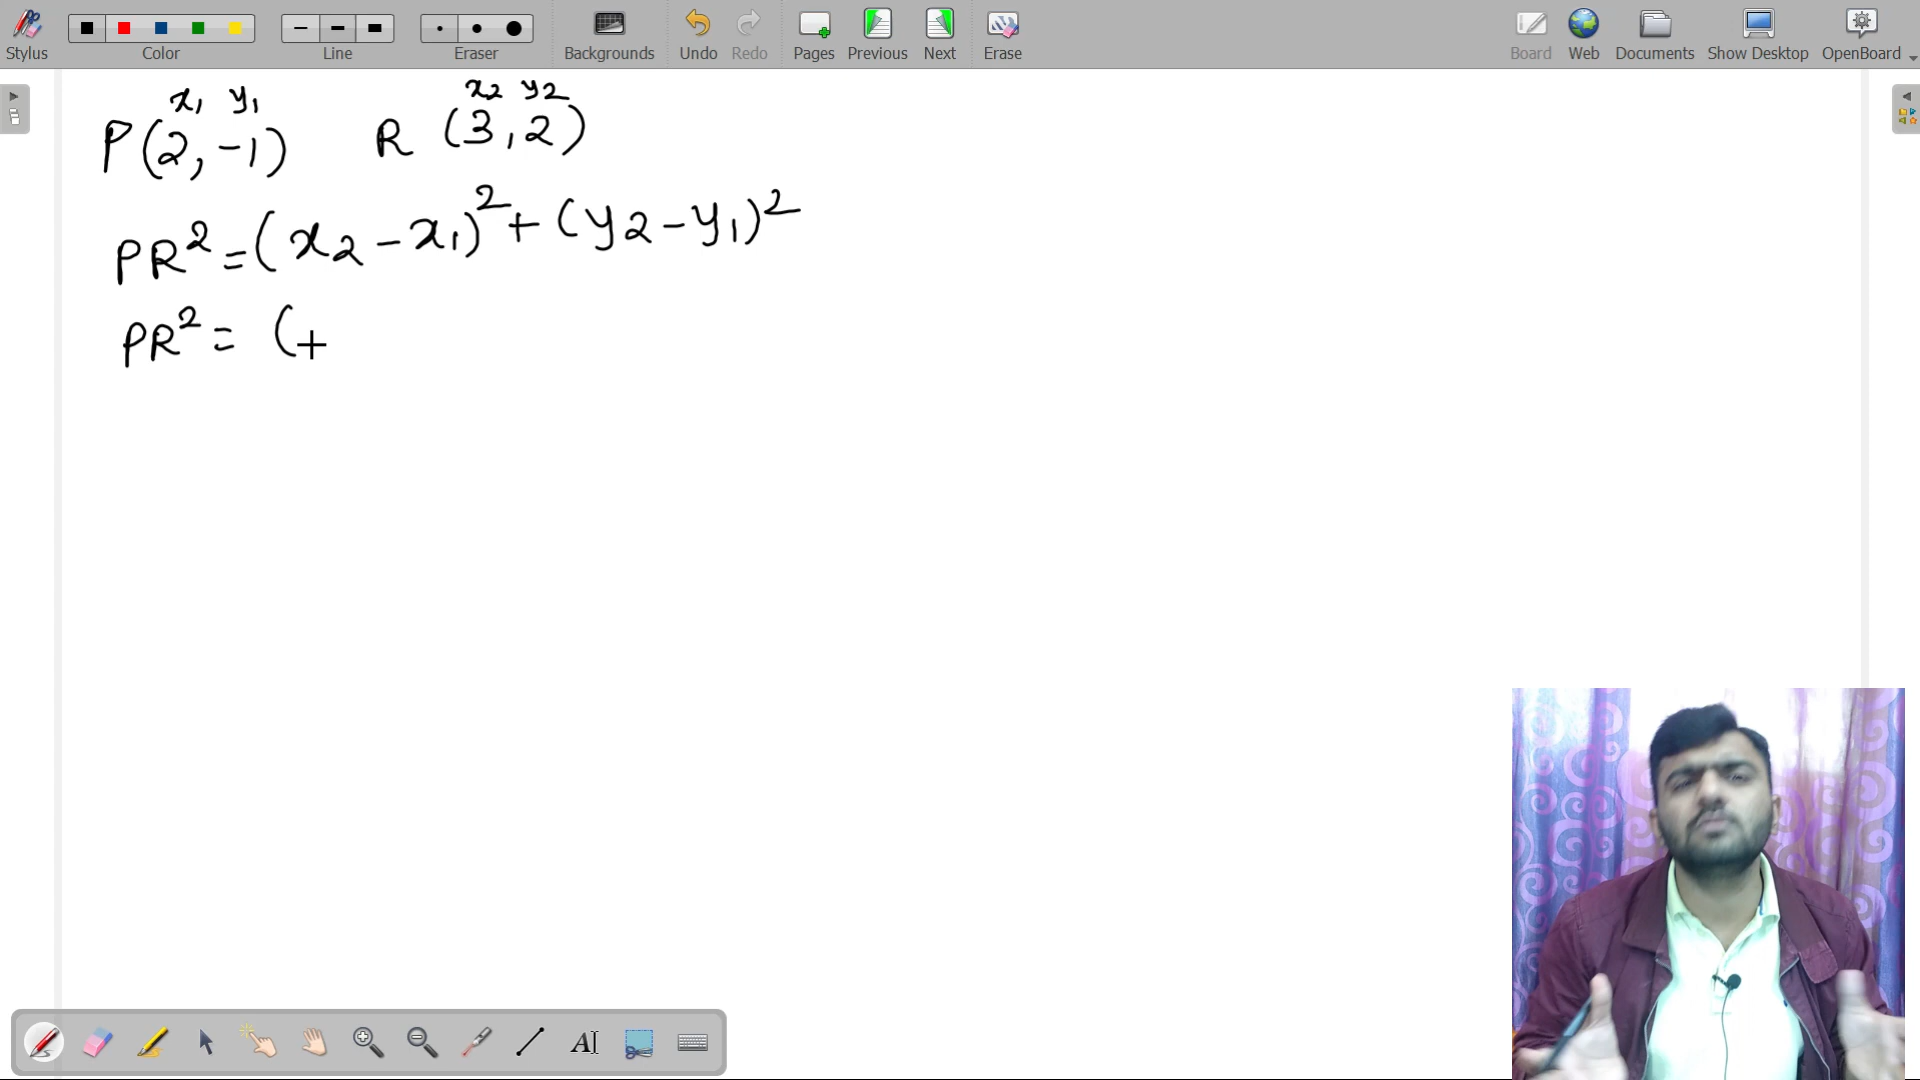 Stylus Color Line Eraser Backgrounds Undo Redo Pages Previous Next Erase Board Web Documents Show Desktop OpenBoard
x₁ y₁ x₂ y₂
P(2, -1) R (3, 2)
PR² = (x₂ - x₁)² + (y₂ - y₁)²
PR² = (
AI